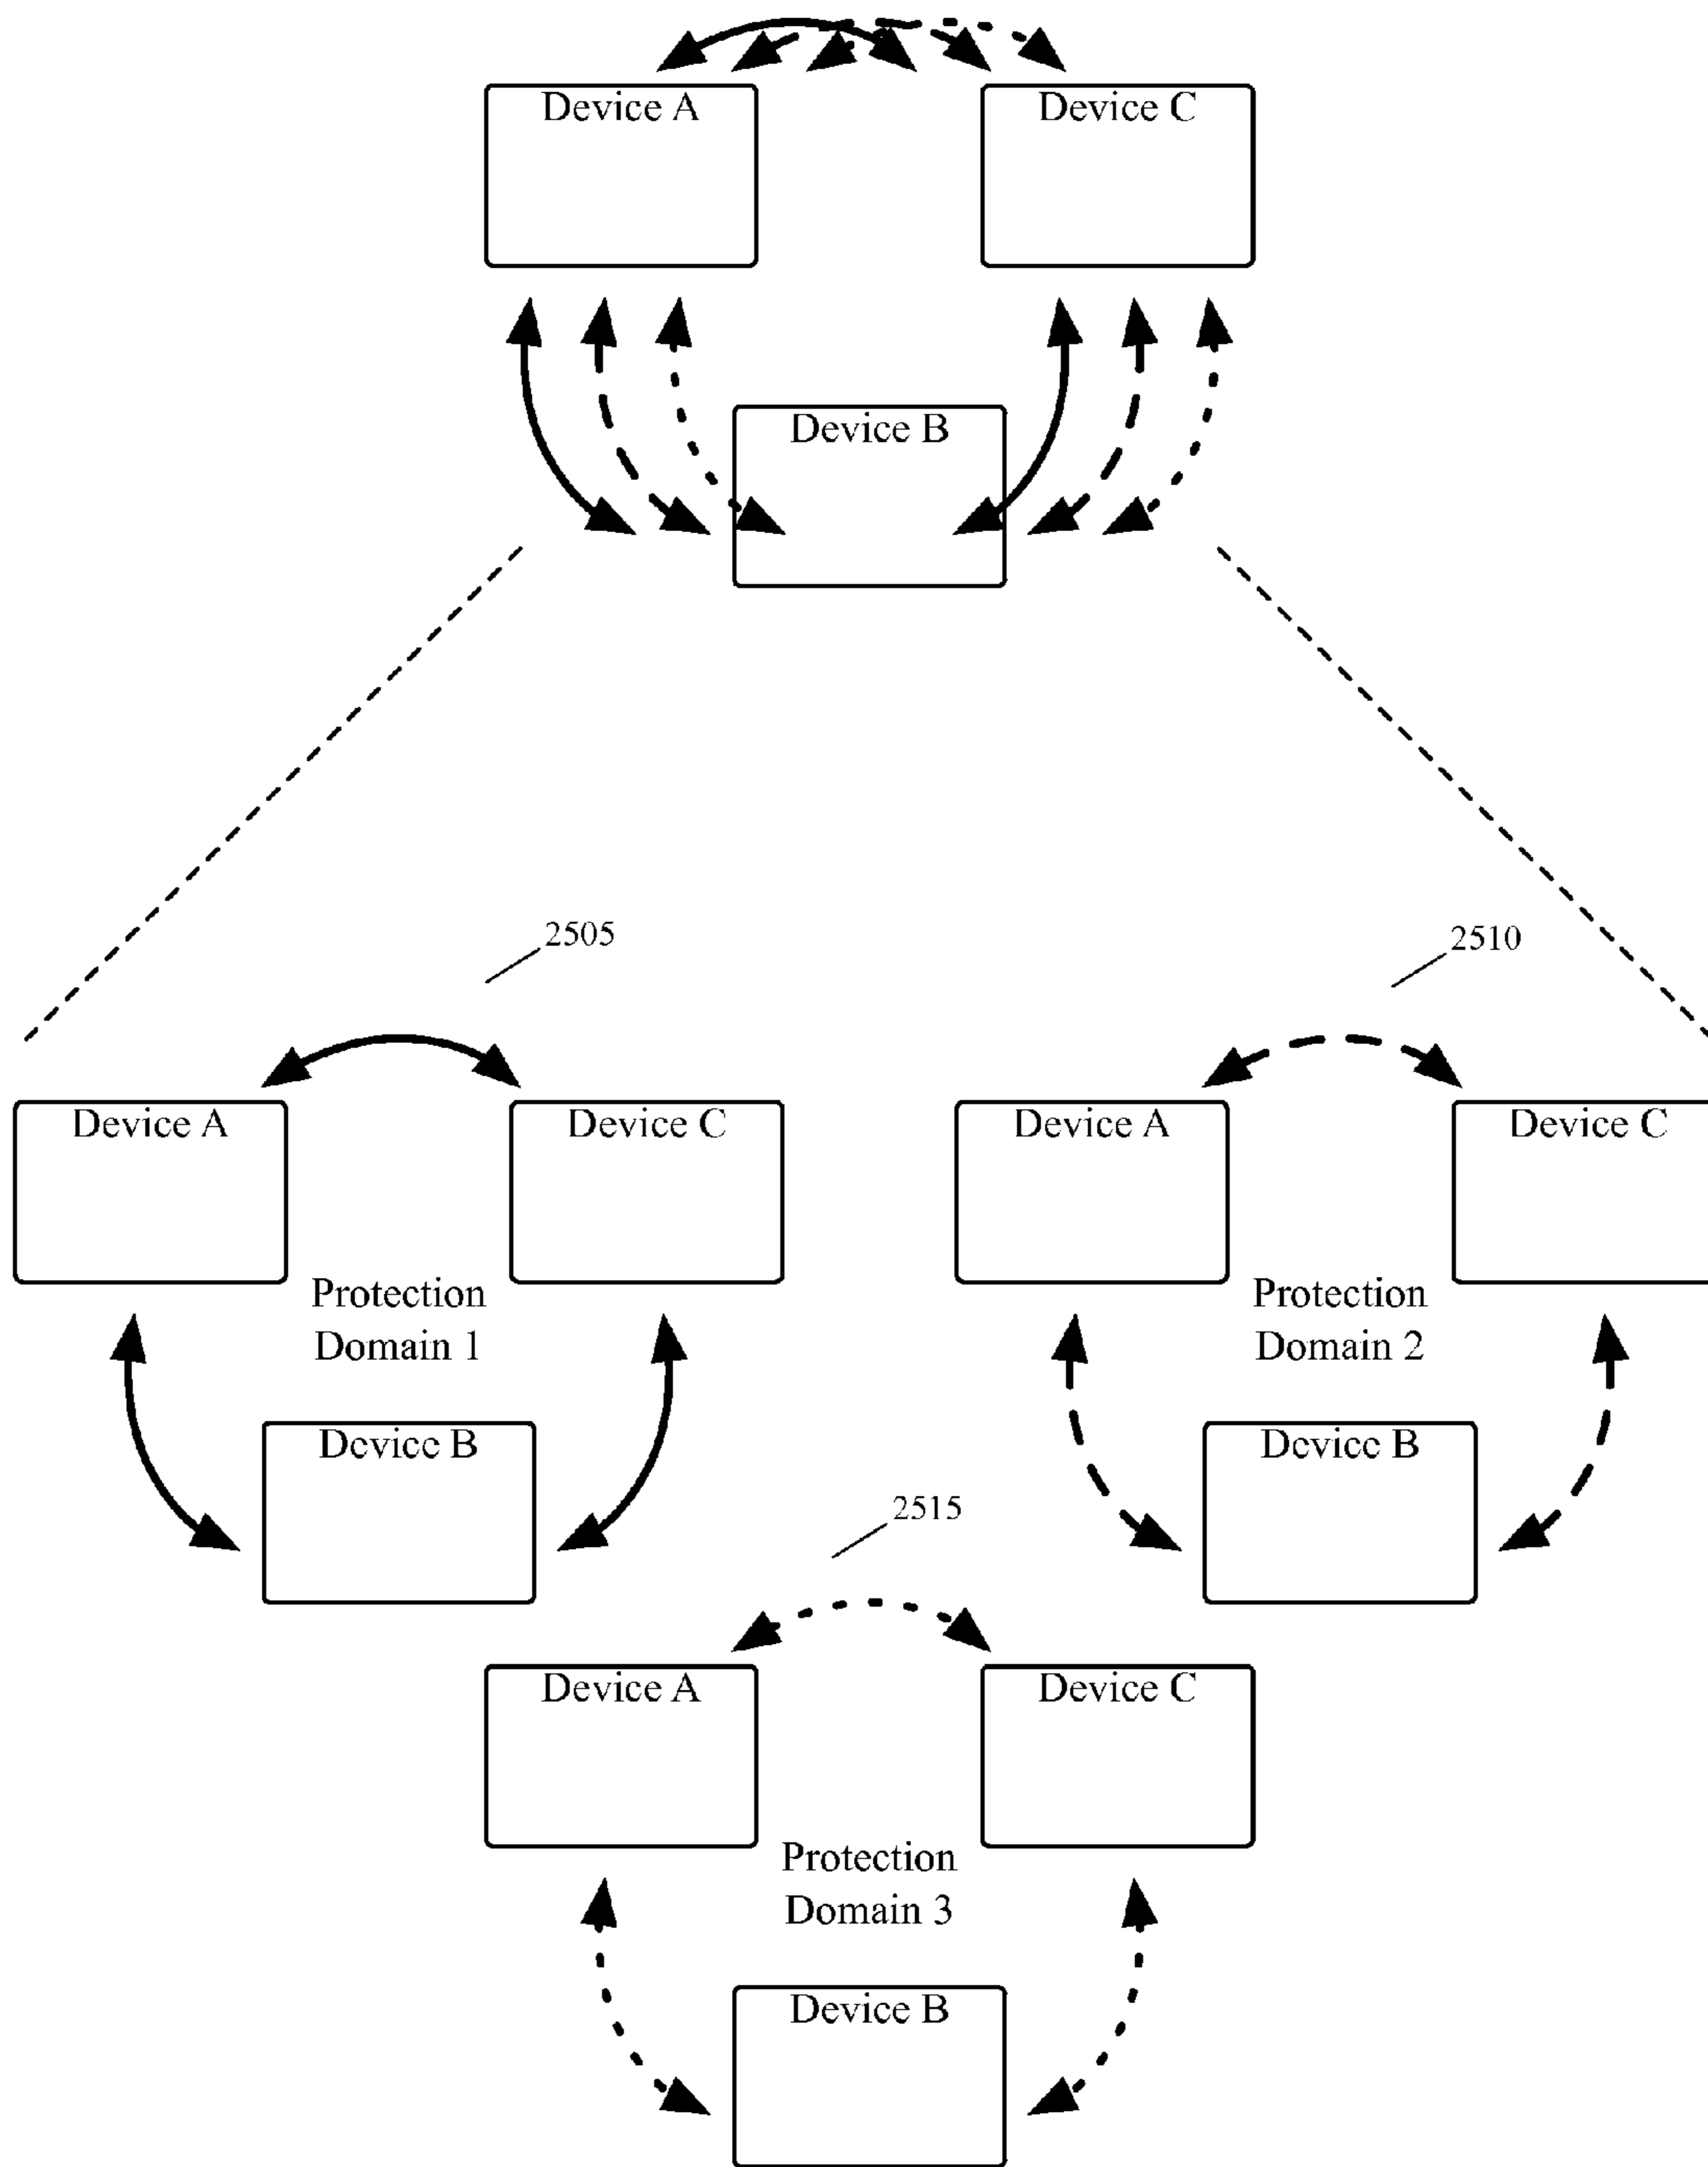 Device A
Device C
Device B
2505
2510
Device A
Device C
Device A
Device C
Protection
Domain 1
Protection
Domain 2
Device B
Device B
2515
Device A
Device C
Protection
Domain 3
Device B